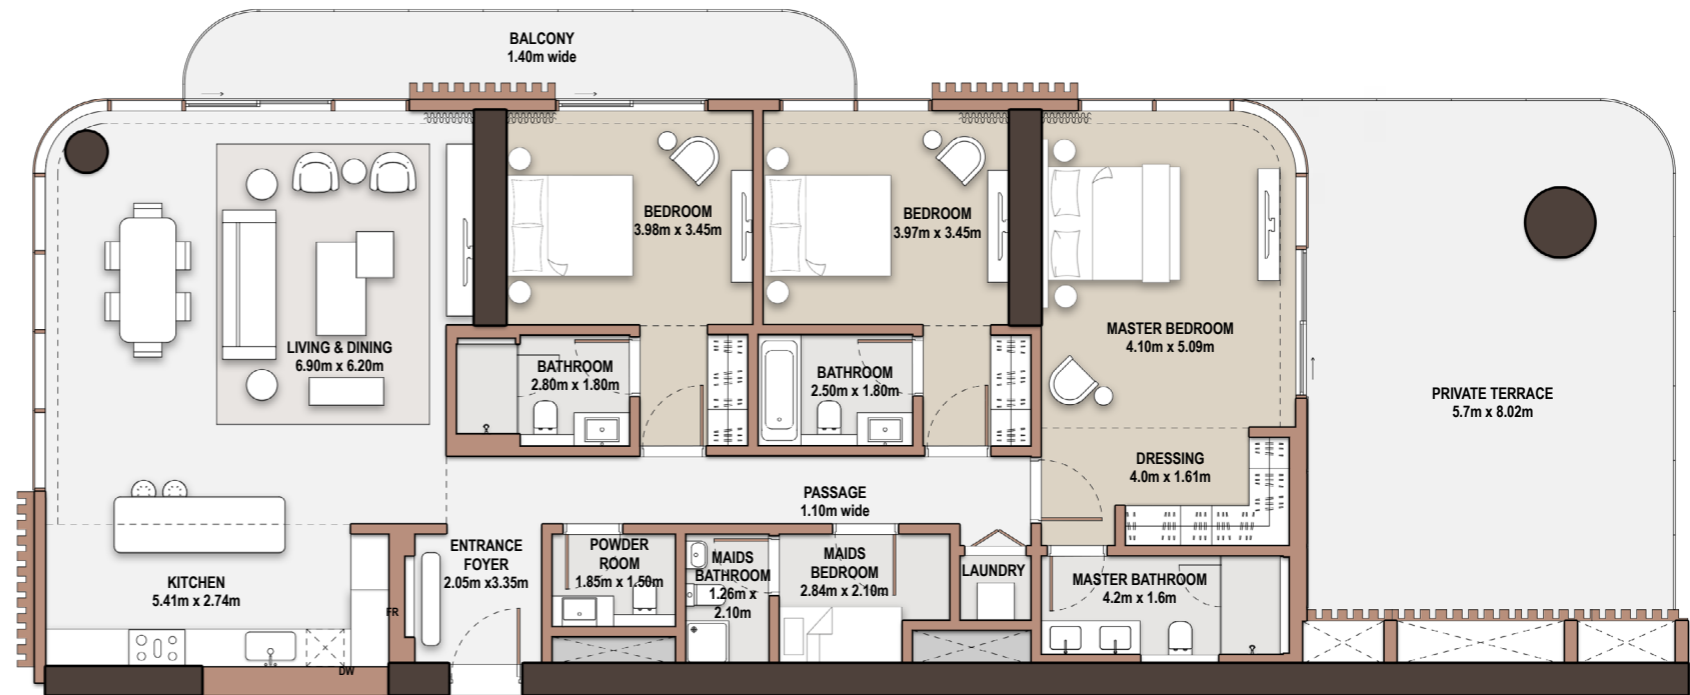 BALCONY
1.40m wide
BEDROOM
3.98m x 3.45m
BEDROOM
3.97m x 3.45m
MASTER BEDROOM
4.10m x 5.09m
LIVING & DINING
6.90m x 6.20m
BATHROOM
2.80m x 1.80m
BATHROOM
2.50m x 1.80m
PRIVATE TERRACE
5.7m x 8.02m
DRESSING
4.0m x 1.61m
PASSAGE
1.10m wide
KITCHEN
5.41m x 2.74m
FR
DW
ENTRANCE
FOYER
2.05m x3.35m
POWDER
ROOM
1.85m x 1.50m
MAIDS
BATHROOM
1.26m x
2.10m
MAIDS
BEDROOM
2.84m x 2.10m
LAUNDRY
MASTER BATHROOM
4.2m x 1.6m